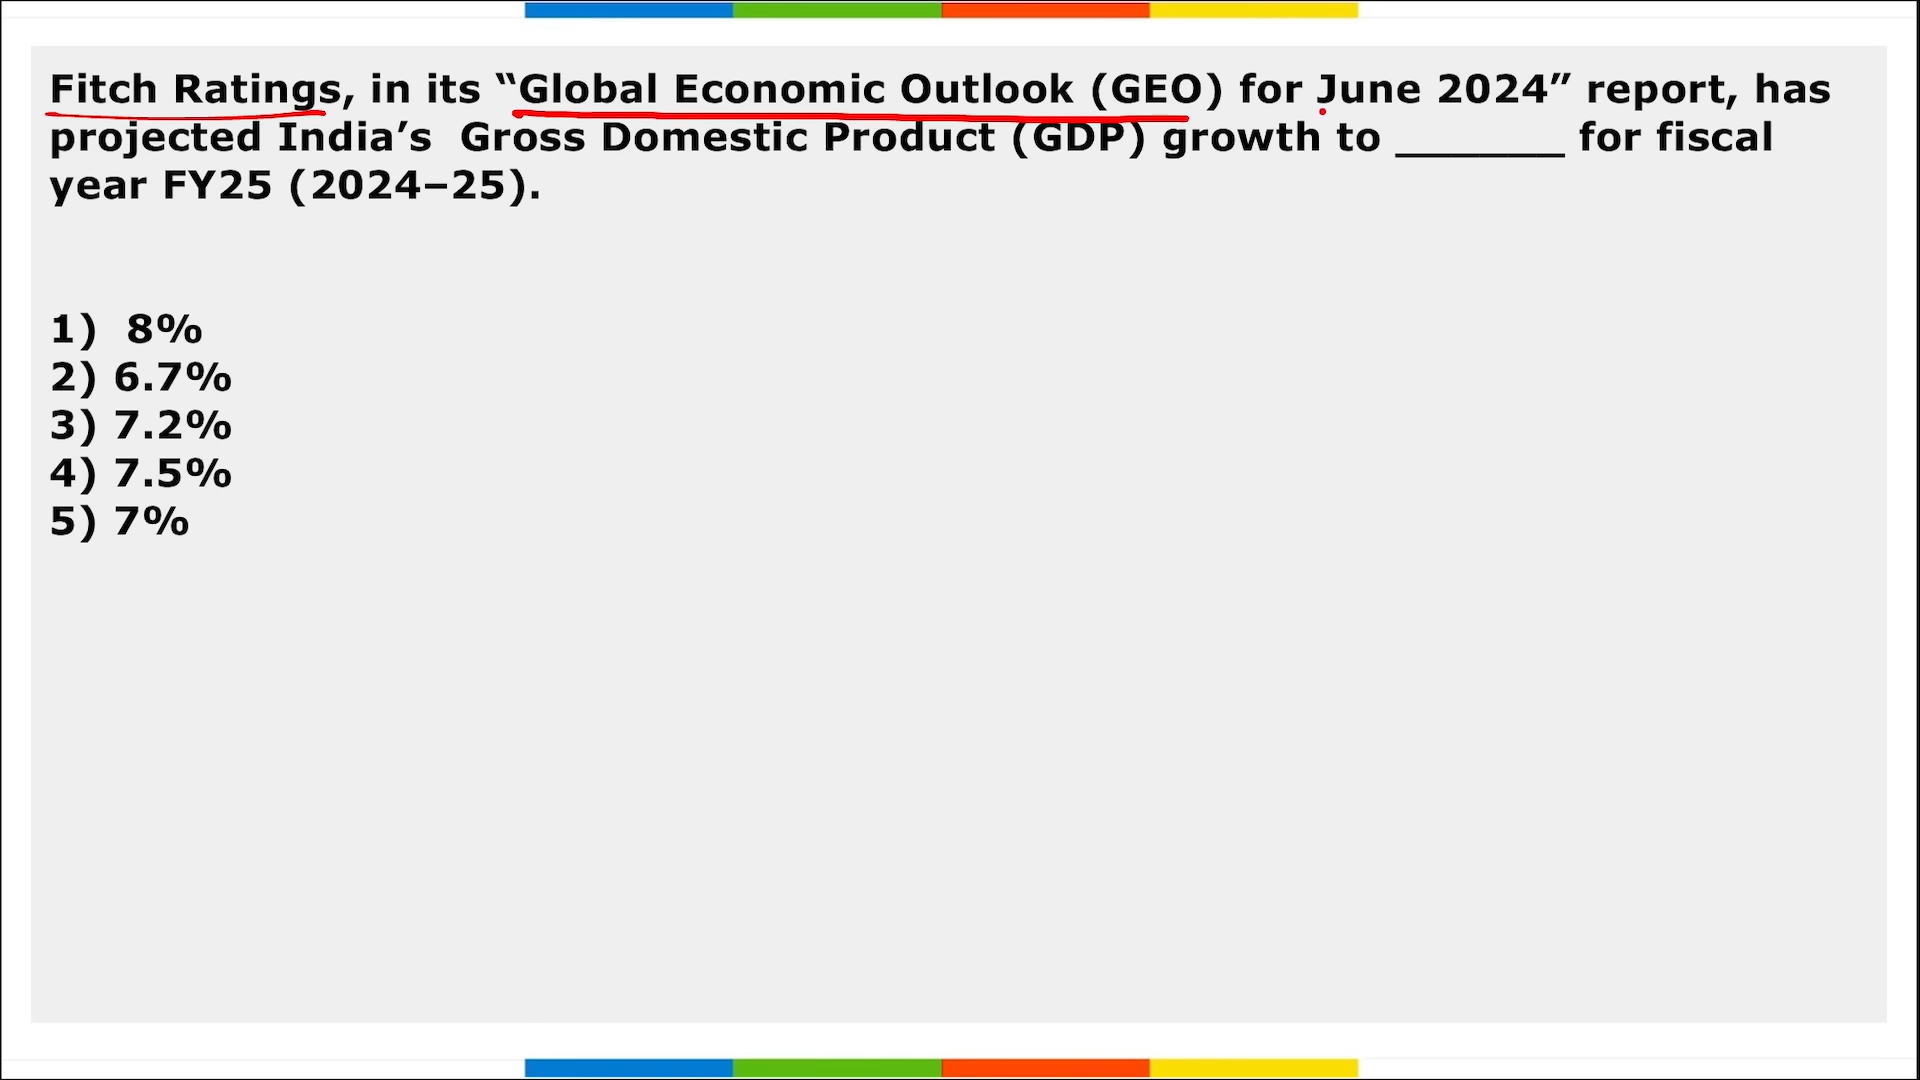 Fitch Ratings, in its “Global Economic Outlook (GEO) for June 2024” report, has
projected India’s  Gross Domestic Product (GDP) growth to _______ for fiscal
year FY25 (2024–25).
1)  8%
2) 6.7%
3) 7.2%
4) 7.5%
5) 7%